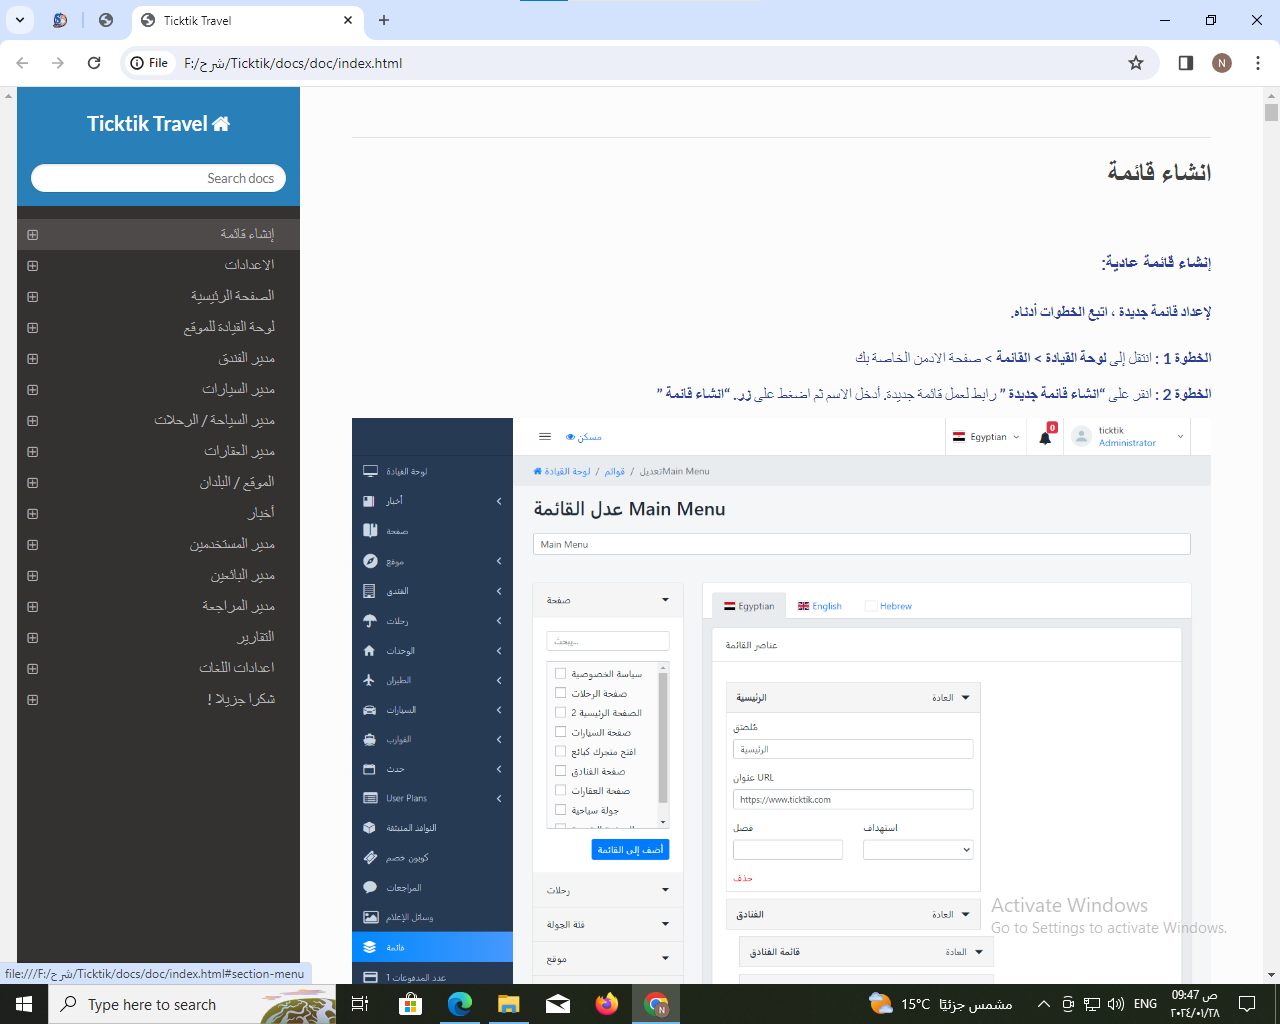 Ticktik Travel
File
F:/شرح/Ticktik/docs/doc/index.html
N
Ticktik Travel
Search docs
إنشاء قائمة
الاعدادات
الصفحة الرئيسية
لوحة القيادة للموقع
مدير الفندق
مدير السيارات
مدير السياحة / الرحلات
مدير العقارات
الموقع / البلدان
أخبار
مدير المستخدمين
مدير البائعين
مدير المراجعة
التقارير
اعدادات اللغات
شكرا جزيلا !
انشاء قائمة
إنشاء قائمة عادية:
لإعداد قائمة جديدة ، اتبع الخطوات أدناه.
الخطوة 1 : انتقل إلى لوحة القيادة > القائمة > صفحة الادمن الخاصة بك
الخطوة 2 : انقر على “انشاء قائمة جديدة ” رابط لعمل قائمة جديدة. أدخل الاسم ثم اضغط على زر. “انشاء قائمة ”
مسكن
Egyptian
0
ticktik
Administrator
لوحة القيادة
أخبار
صفحة
موقع
الفندق
رحلات
الوحدات
الطيران
السيارات
القوارب
حدث
User Plans
النوافذ المنبثقة
كوبون خصم
المراجعات
وسائل الإعلام
قائمة
عدد المدفوعات 1
لوحة القيادة / قوائم / تعديلMain Menu
عدل القائمة Main Menu
Main Menu
صفحة
يبحث...
سياسة الخصوصية
صفحة الرحلات
الصفحة الرئيسية 2
صفحة السيارات
افتح متجرك كبائع
صفحة الفنادق
صفحة العقارات
جولة سياحية
أضف إلى القائمة
رحلات
فئة الجولة
موقع
Egyptian
English
Hebrew
عناصر القائمة
الرئيسية
العادة
مُلصَق
الرئيسية
عنوان URL
https://www.ticktik.com
فصل
استهداف
حذف
الفنادق
العادة
قائمة الفنادق
العادة
Activate Windows
Go to Settings to activate Windows.
file:///F:/شرح/Ticktik/docs/doc/index.html#section-menu
Type here to search
N
15°C مشمس جزئيًا
ENG
09:47 ص
٢٠٢٤/٠١/٢٨